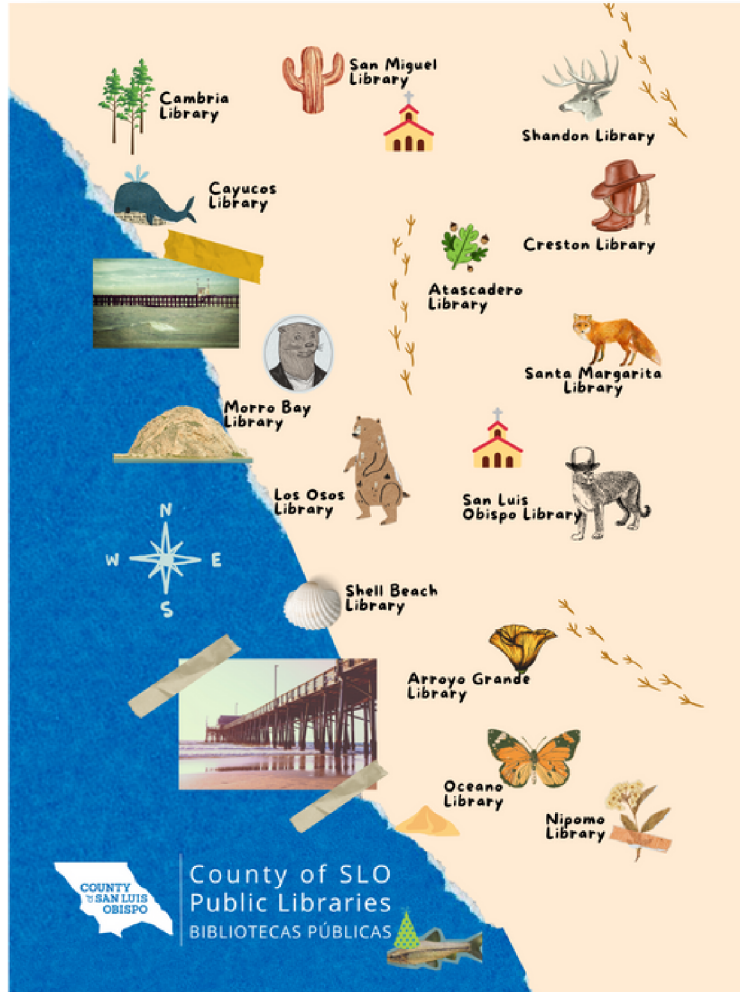 San Miguel
Library
Cambria
Library
Shandon Library
Cayucos
Library
Creston Library
Atascadero
Library
Santa Margarita
Library
Morro Bay
Library
Los Osos
Library
San Luis
Obispo Library
N
W
E
S
Shell Beach
Library
Arroyo Grande
Library
Oceano
Library
Nipomo
Library
COUNTY
OF SAN LUIS
OBISPO
County of SLO
Public Libraries
BIBLIOTECAS PÚBLICAS